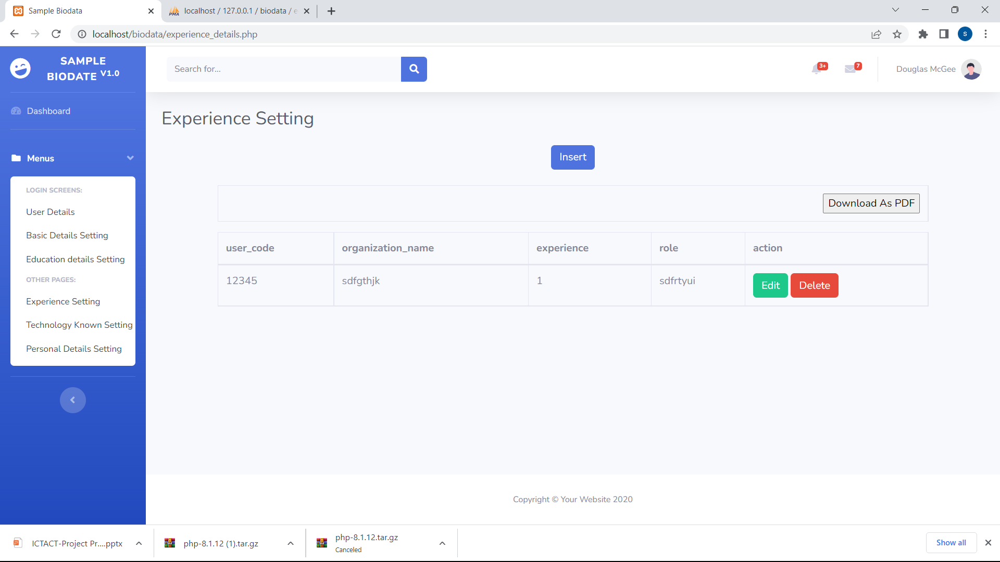 Sample Biodata
localhost / 127.0.0.1 / biodata / e
localhost/biodata/experience_details.php
S
SAMPLE
BIODATE V1.0
Search for...
3+
7
Douglas McGee
Dashboard
Experience Setting
Menus
Insert
LOGIN SCREENS:
User Details
Basic Details Setting
Education details Setting
OTHER PAGES:
Experience Setting
Technology Known Setting
Personal Details Setting
Download As PDF
user_code organization_name experience role action
12345 sdfgthjk 1 sdfrtyui Edit Delete
Copyright © Your Website 2020
ICTACT-Project Pr....pptx
php-8.1.12 (1).tar.gz
php-8.1.12.tar.gz
Canceled
Show all